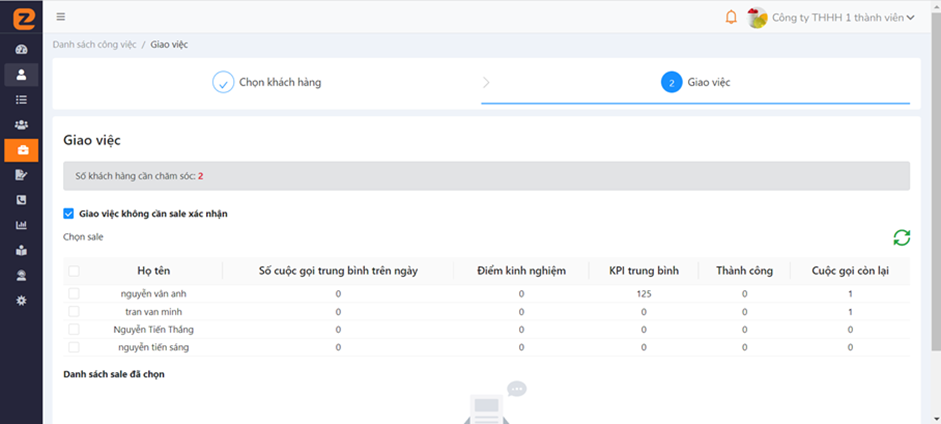 Công ty THHH 1 thành viên
Danh sách công việc / Giao việc
Chọn khách hàng
2 Giao việc
Giao việc
Số khách hàng cần chăm sóc: 2
Giao việc không cần sale xác nhận
Chọn sale
Họ tên Số cuộc gọi trung bình trên ngày Điểm kinh nghiệm KPI trung bình Thành công Cuộc gọi còn lại
nguyễn vân anh 0 0 125 0 1
tran van minh 0 0 0 0 1
Nguyễn Tiến Thắng 0 0 0 0 0
nguyễn tiến sáng 0 0 0 0 0
Danh sách sale đã chọn